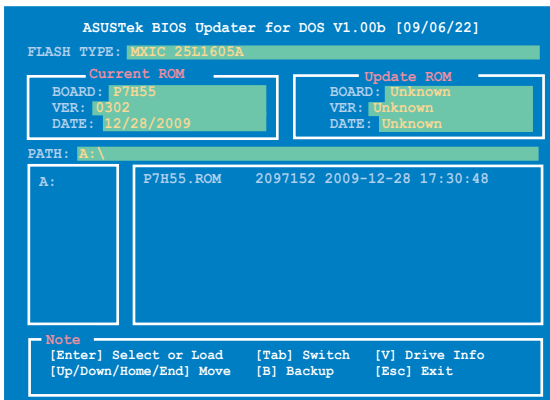 ASUSTek BIOS Updater for DOS V1.00b [09/06/22]
FLASH TYPE: MXIC 25L1605A
Current ROM
BOARD: P7H55
VER: 0302
DATE: 12/28/2009
Update ROM
BOARD: Unknown
VER: Unknown
DATE: Unknown
PATH: A:\
A:
P7H55.ROM 2097152 2009-12-28 17:30:48
Note
[Enter] Select or Load [Tab] Switch [V] Drive Info
[Up/Down/Home/End] Move [B] Backup [Esc] Exit